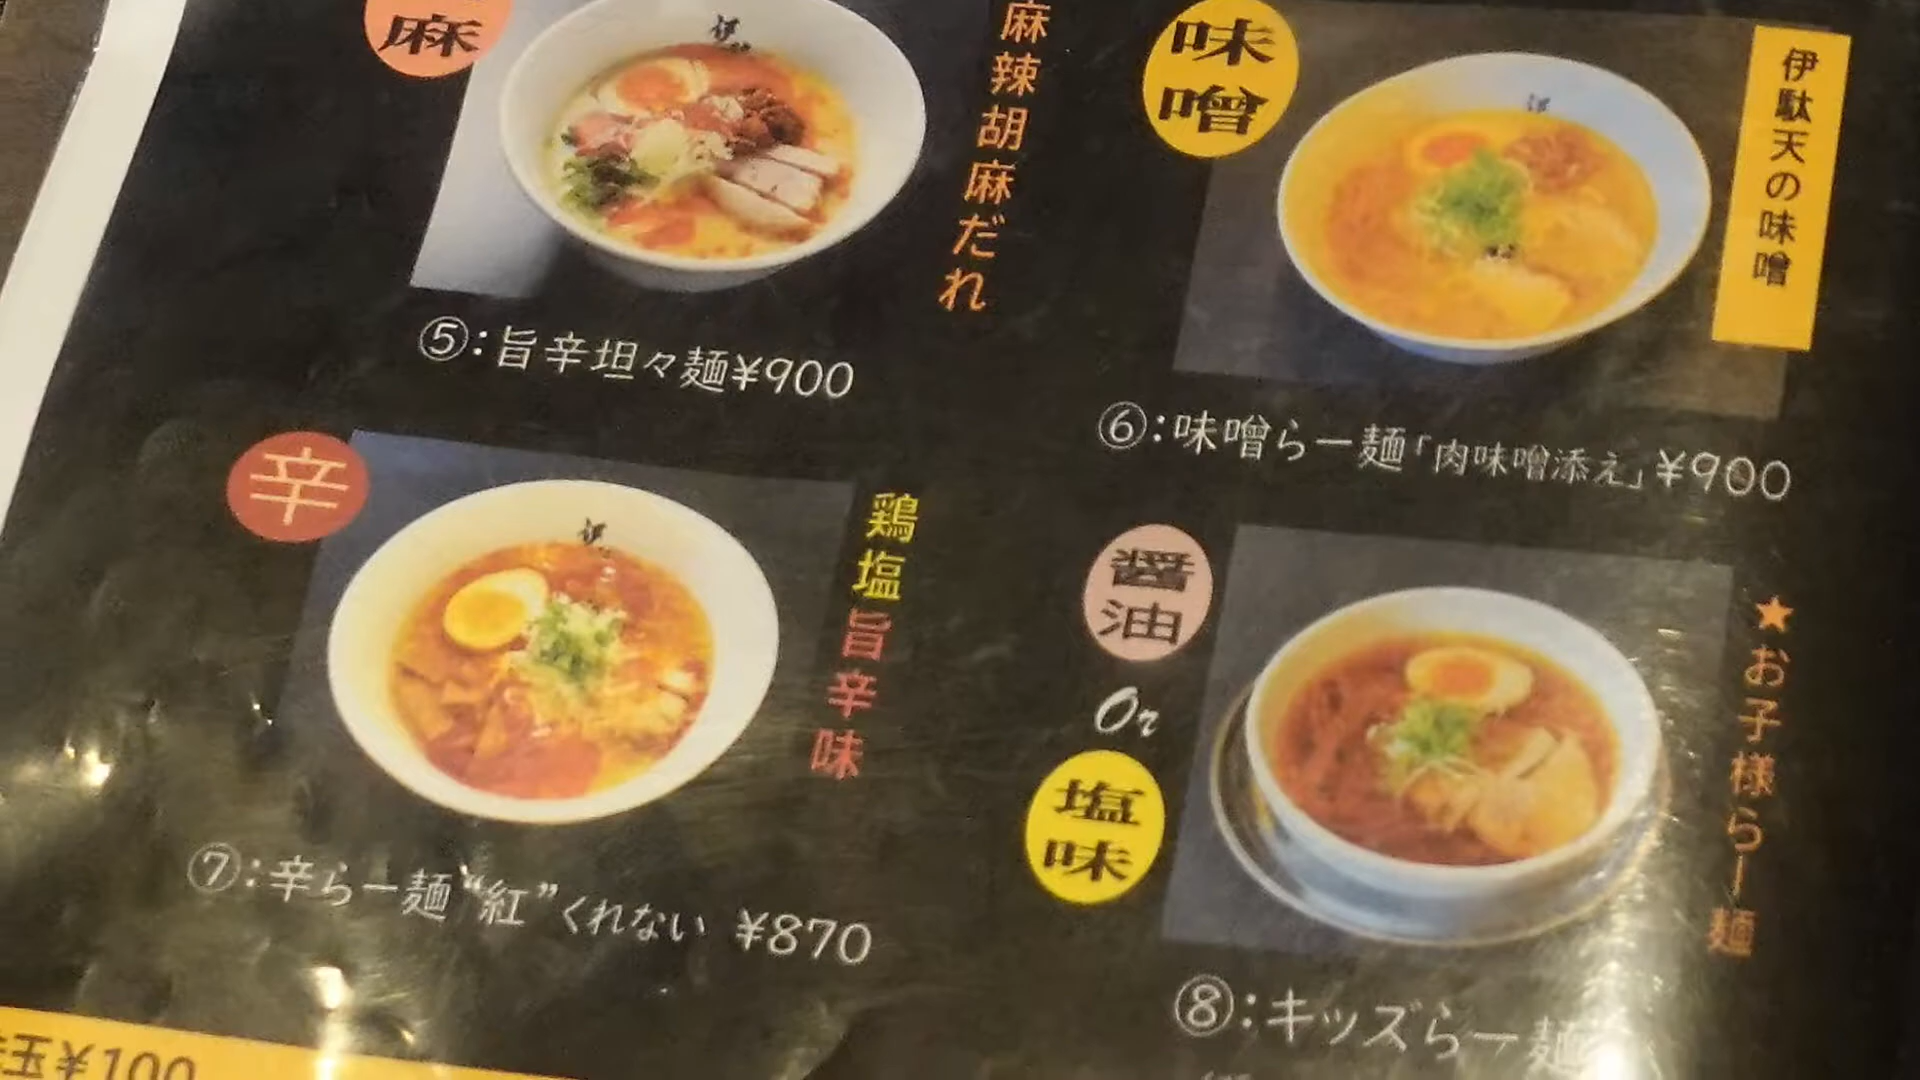 麻
麻辣胡麻だれ
⑤:旨辛坦々麺¥900
味噌
伊駄天の味噌
⑥:味噌らー麺「肉味噌添え」¥900
辛
鶏塩旨辛味
⑦:辛らー麺“紅”くれない ¥870
醤油
Or
塩味
★お子様らー麺
⑧:キッズらー麺
玉¥100